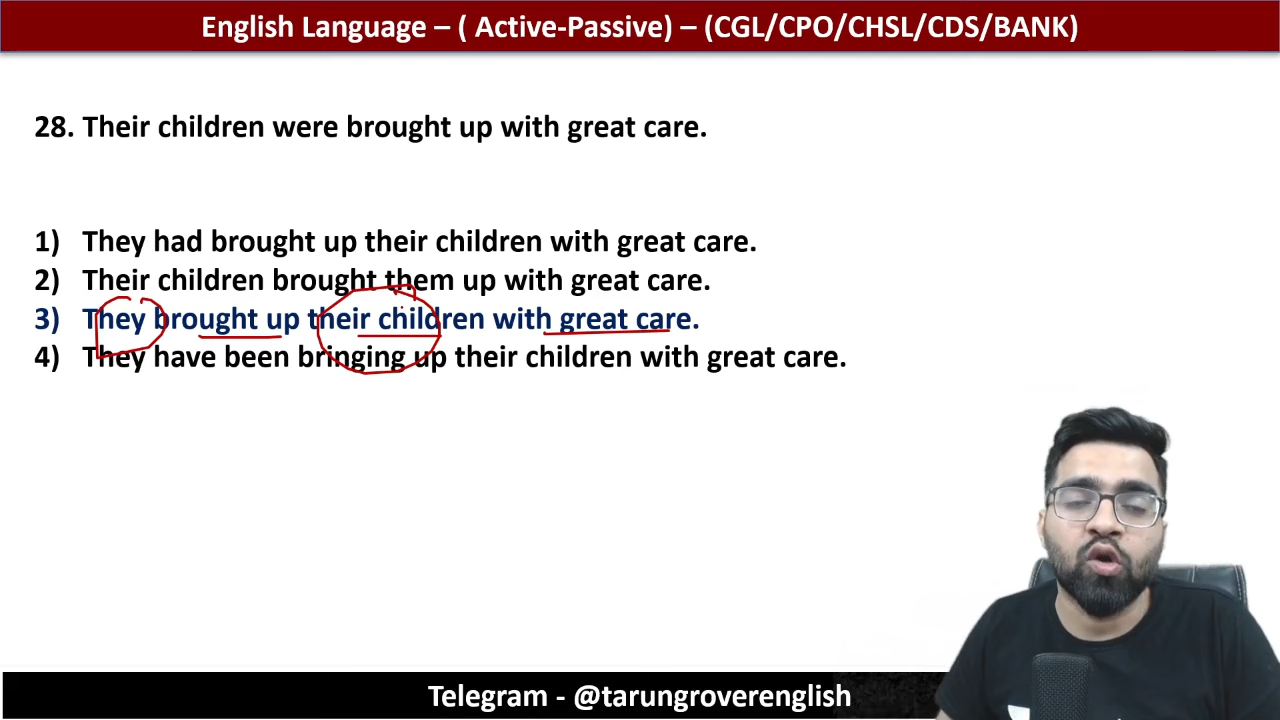 English Language – ( Active-Passive) – (CGL/CPO/CHSL/CDS/BANK)
28. Their children were brought up with great care.
1) They had brought up their children with great care.
2) Their children brought them up with great care.
3) They brought up their children with great care.
4) They have been bringing up their children with great care.
Telegram - @tarungroverenglish